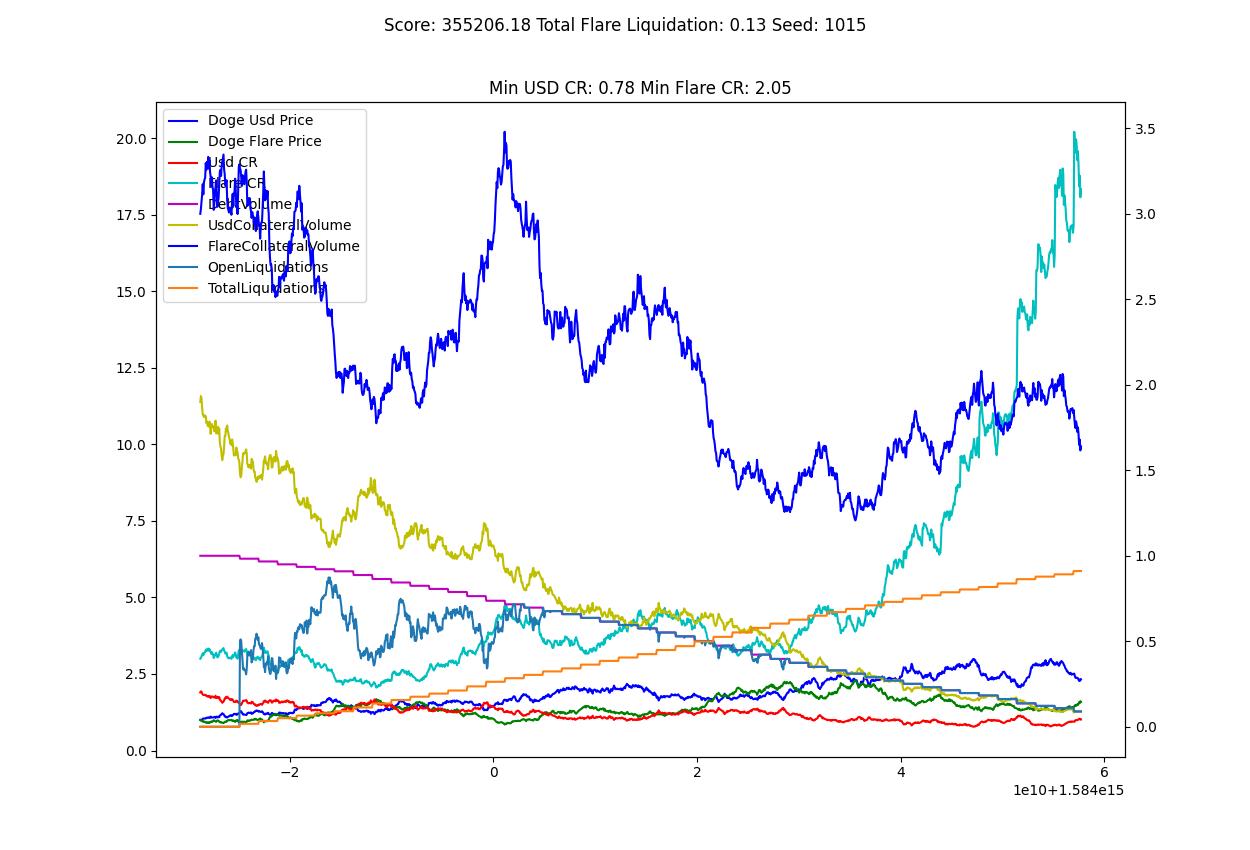 Score: 355206.18 Total Flare Liquidation: 0.13 Seed: 1015
Min USD CR: 0.78 Min Flare CR: 2.05
Doge Usd Price
Doge Flare Price
Usd CR
Flare CR
DebtVolume
UsdCollateralVolume
FlareCollateralVolume
OpenLiquidations
TotalLiquidations
20.0
17.5
15.0
12.5
10.0
7.5
5.0
2.5
0.0
3.5
3.0
2.5
2.0
1.5
1.0
0.5
0.0
−2
0
2
4
6
1e10+1.584e15